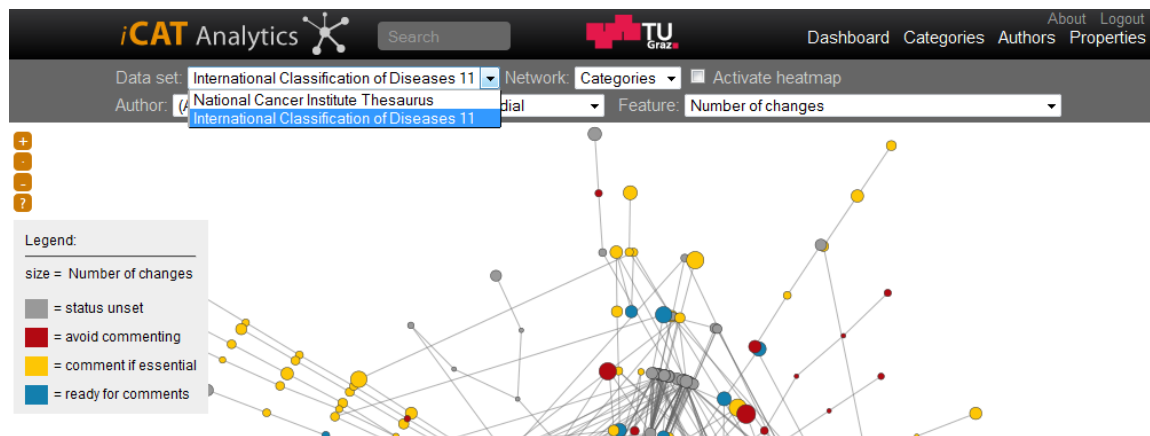 About Logout
iCAT Analytics Search TU Graz Dashboard Categories Authors Properties
Data set: International Classification of Diseases 11 Network: Categories Activate heatmap
Author: dial Feature: Number of changes
National Cancer Institute Thesaurus
International Classification of Diseases 11
+
-
?
Legend:
size = Number of changes
= status unset
= avoid commenting
= comment if essential
= ready for comments